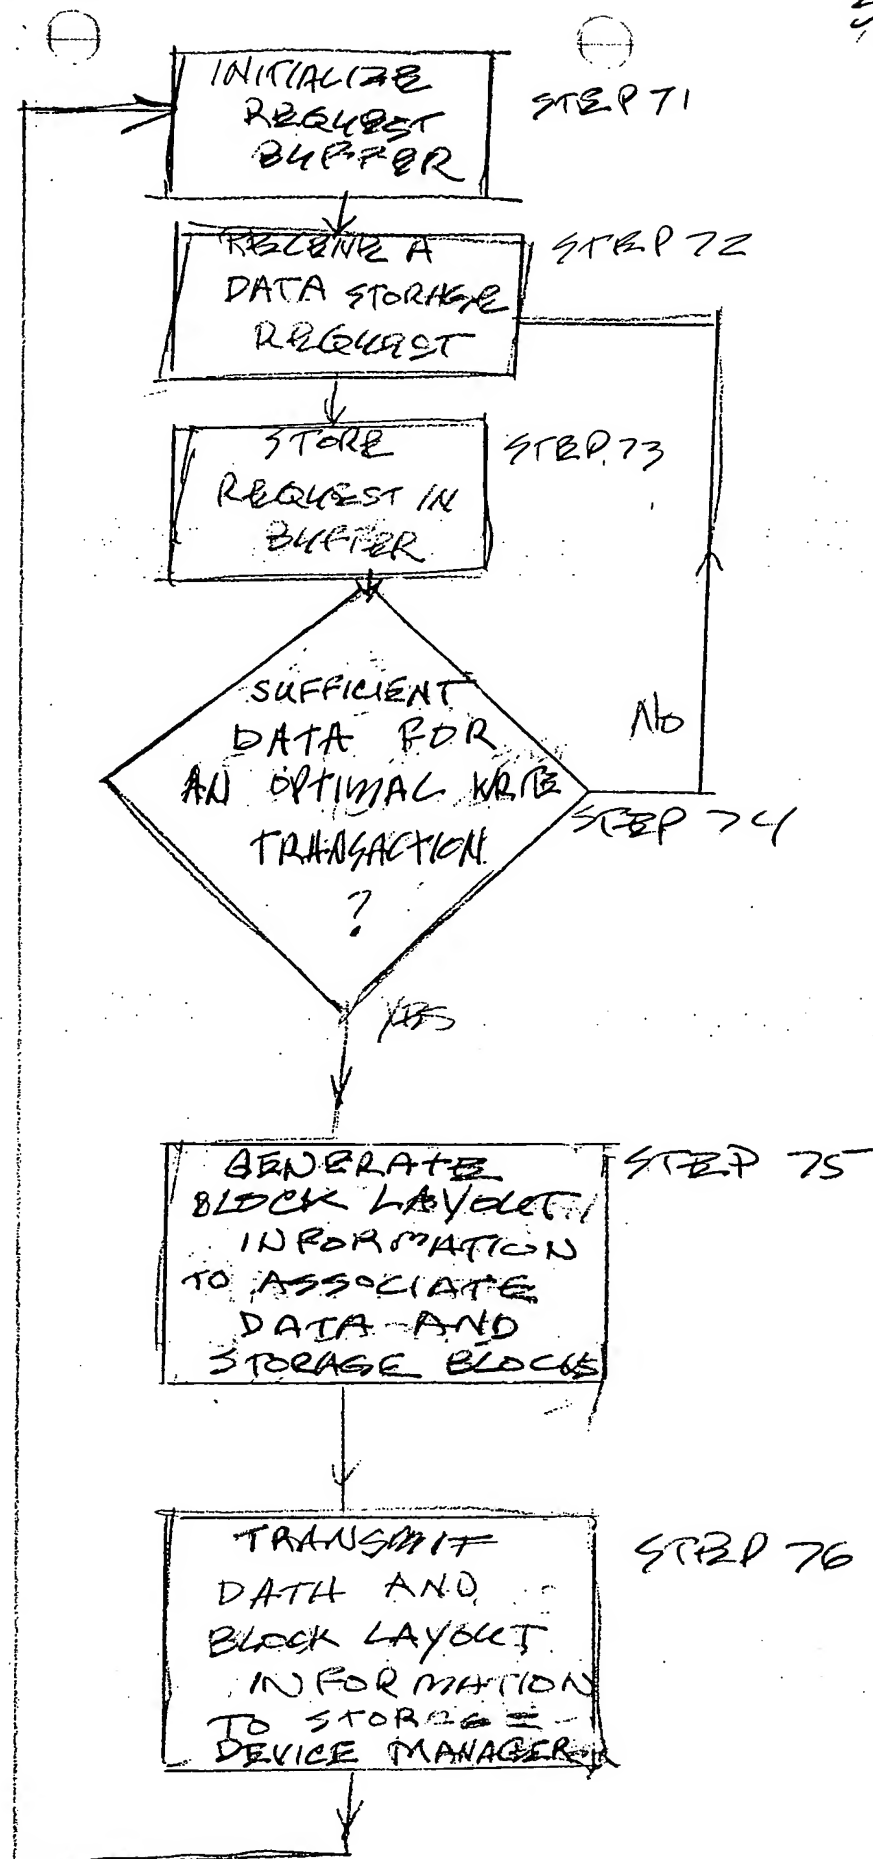 INITIALIZE
REQUEST
BUFFER
STEP 71
RECEIVE A
DATA STORAGE
REQUEST
STEP 72
STORE
REQUEST IN
BUFFER
STEP 73
SUFFICIENT
DATA FOR
AN OPTIMAL WRITE
TRANSACTION
?
No
STEP 74
YES
GENERATE
BLOCK LAYOUT
INFORMATION
TO ASSOCIATE
DATA AND
STORAGE BLOCKS
STEP 75
TRANSMIT
DATA AND
BLOCK LAYOUT
INFORMATION
TO STORAGE
DEVICE MANAGER
STEP 76